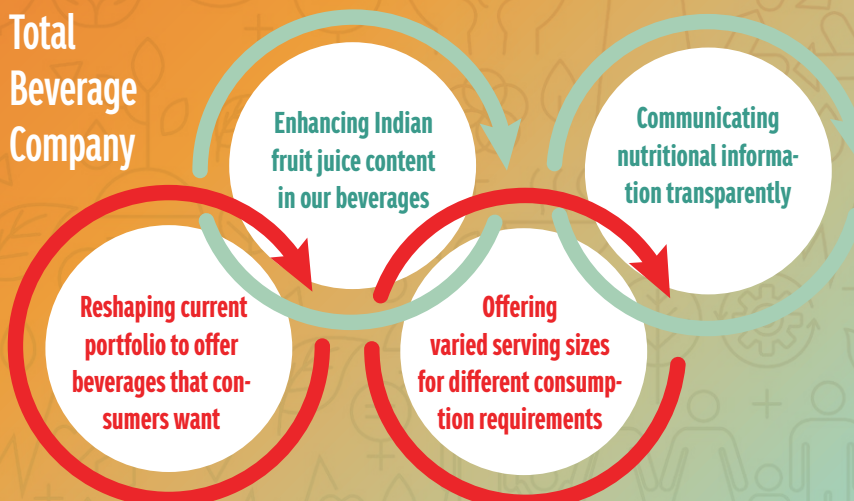 Total
Beverage
Company
Enhancing Indian
fruit juice content
in our beverages
Communicating
nutritional informa-
tion transparently
Reshaping current
portfolio to offer
beverages that con-
sumers want
Offering
varied serving sizes
for different consump-
tion requirements